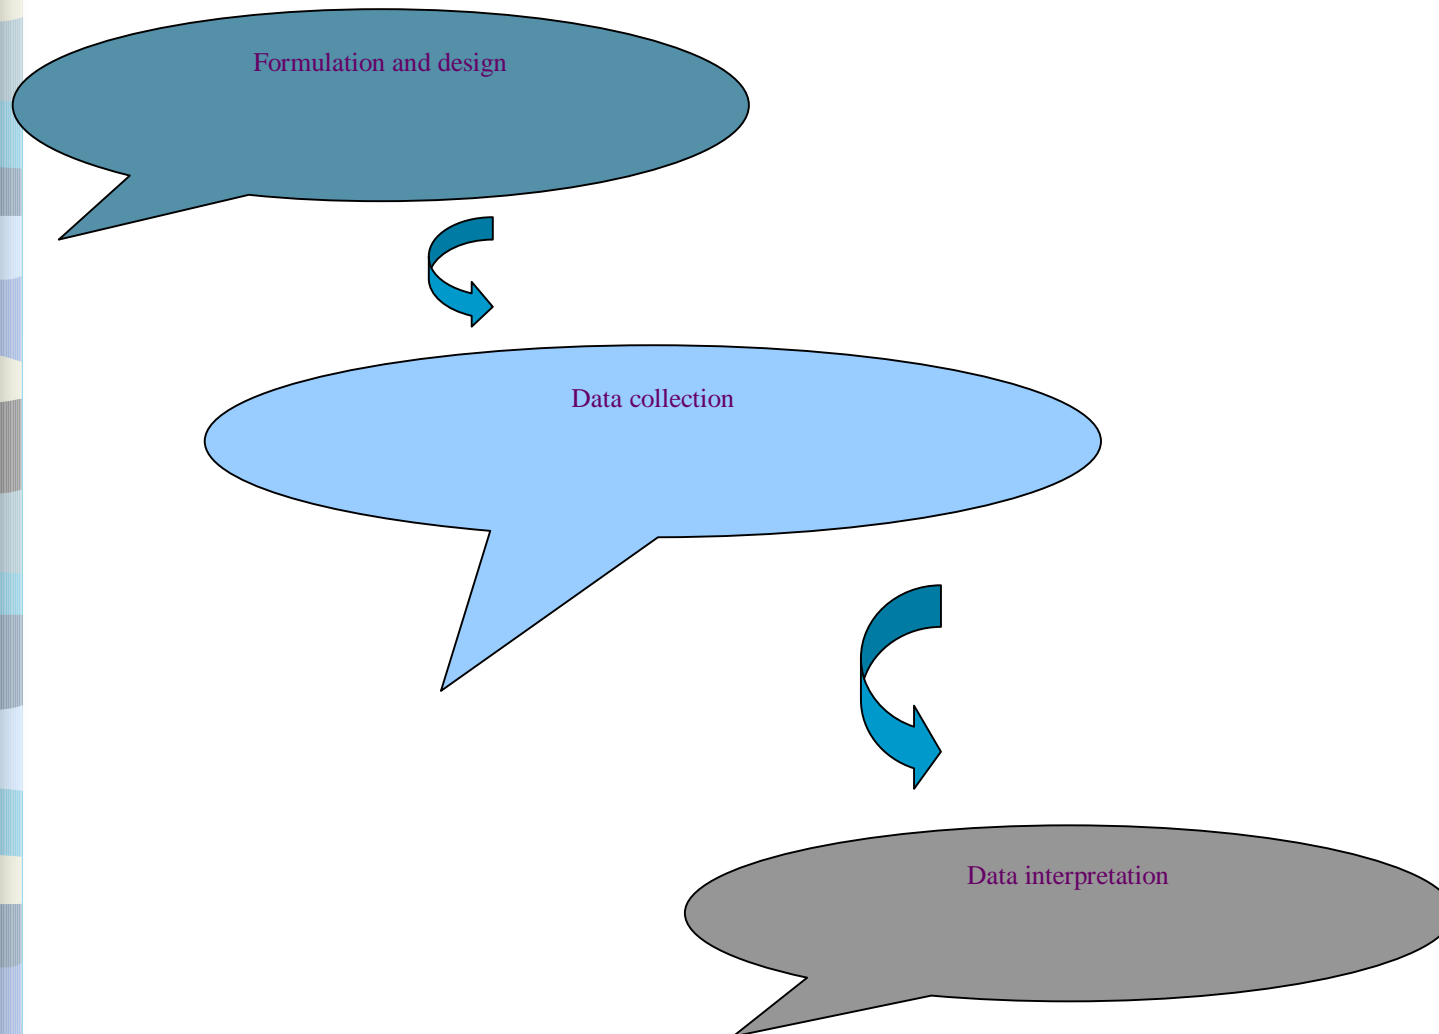 Formulation and design
Data collection
Data interpretation